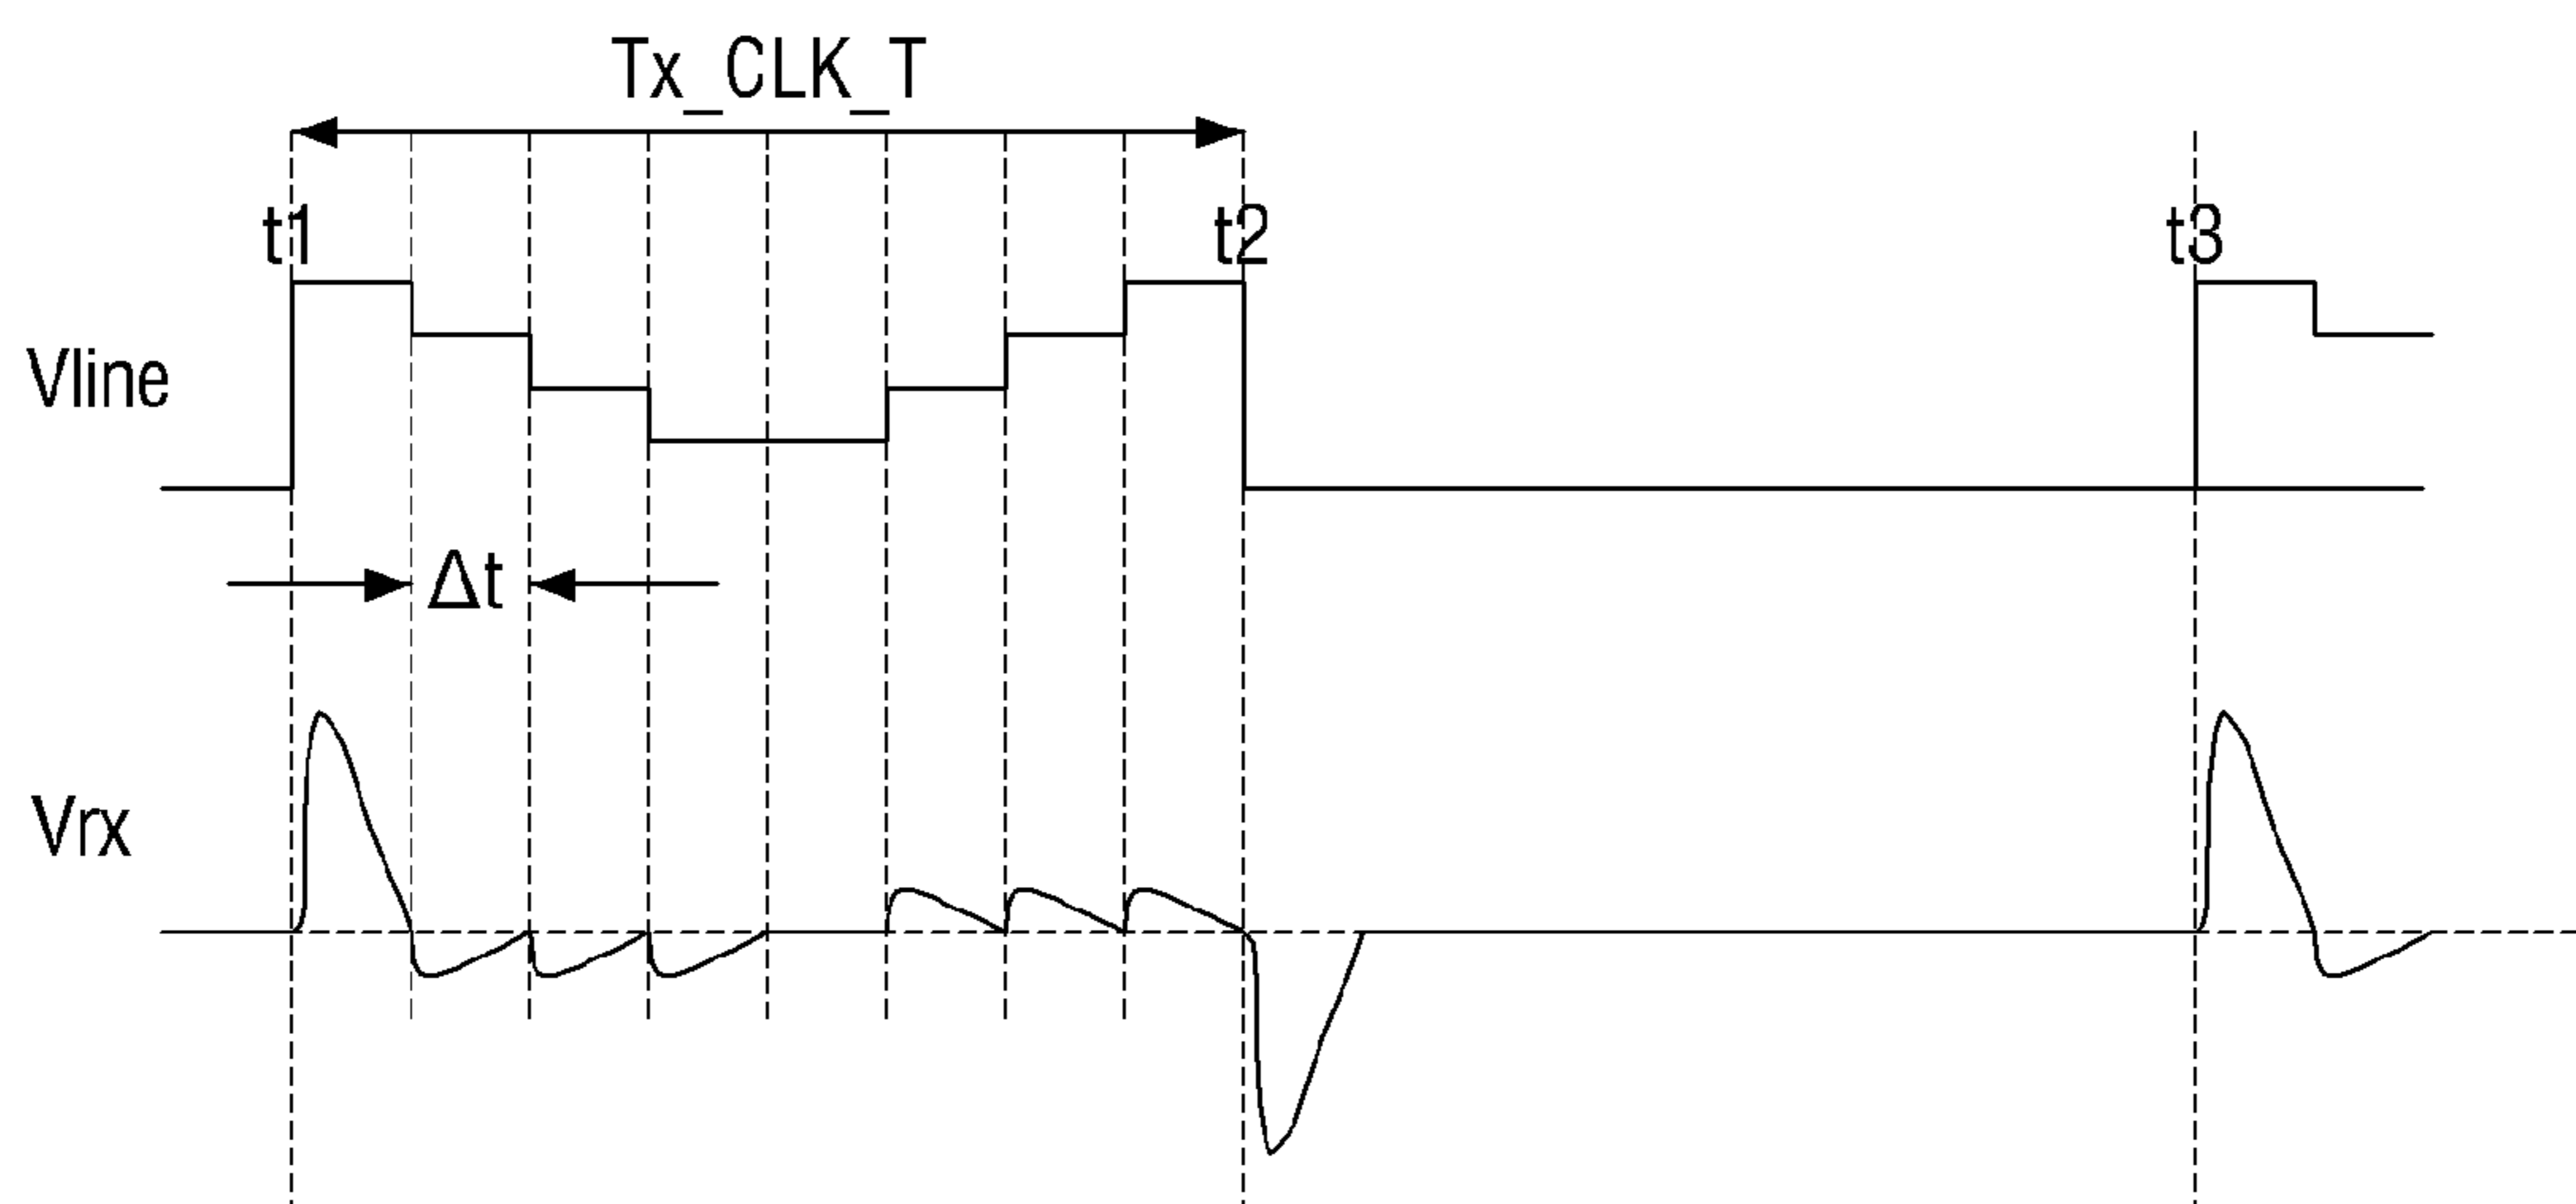 Tx_CLK_T
t1
t2
t3
Vline
Δt
Vrx